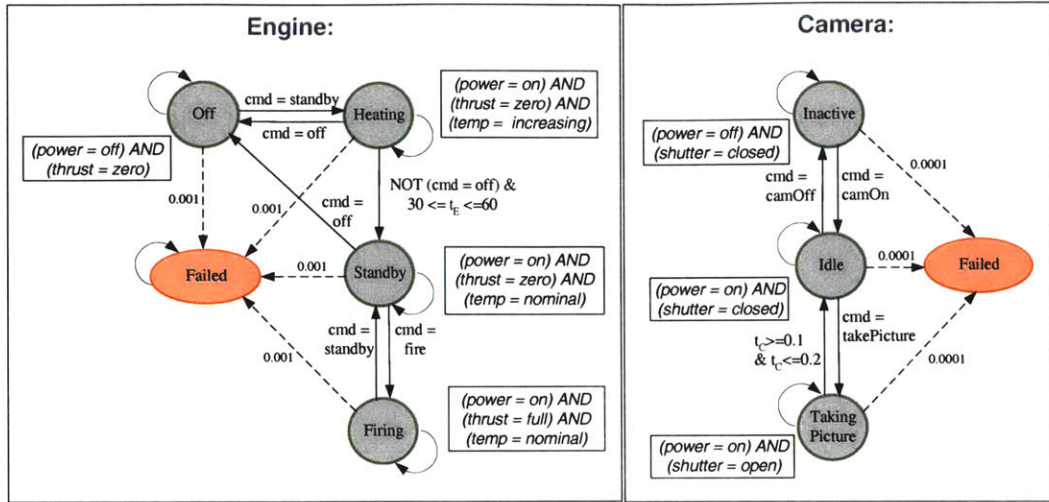 Engine:
Off
cmd = standby
cmd = off
Heating
(power = on) AND
(thrust = zero) AND
(temp = increasing)
(power = off) AND
(thrust = zero)
0.001
0.001
cmd =
off
NOT (cmd = off) &
30 <= tE <=60
Failed
0.001
Standby
(power = on) AND
(thrust = zero) AND
(temp = nominal)
cmd =
standby
cmd =
fire
0.001
Firing
(power = on) AND
(thrust = full) AND
(temp = nominal)
Camera:
Inactive
(power = off) AND
(shutter = closed)
0.0001
cmd =
camOff
cmd =
camOn
Idle
0.0001
Failed
(power = on) AND
(shutter = closed)
tC>=0.1
& tC<=0.2
cmd =
takePicture
0.0001
Taking
Picture
(power = on) AND
(shutter = open)